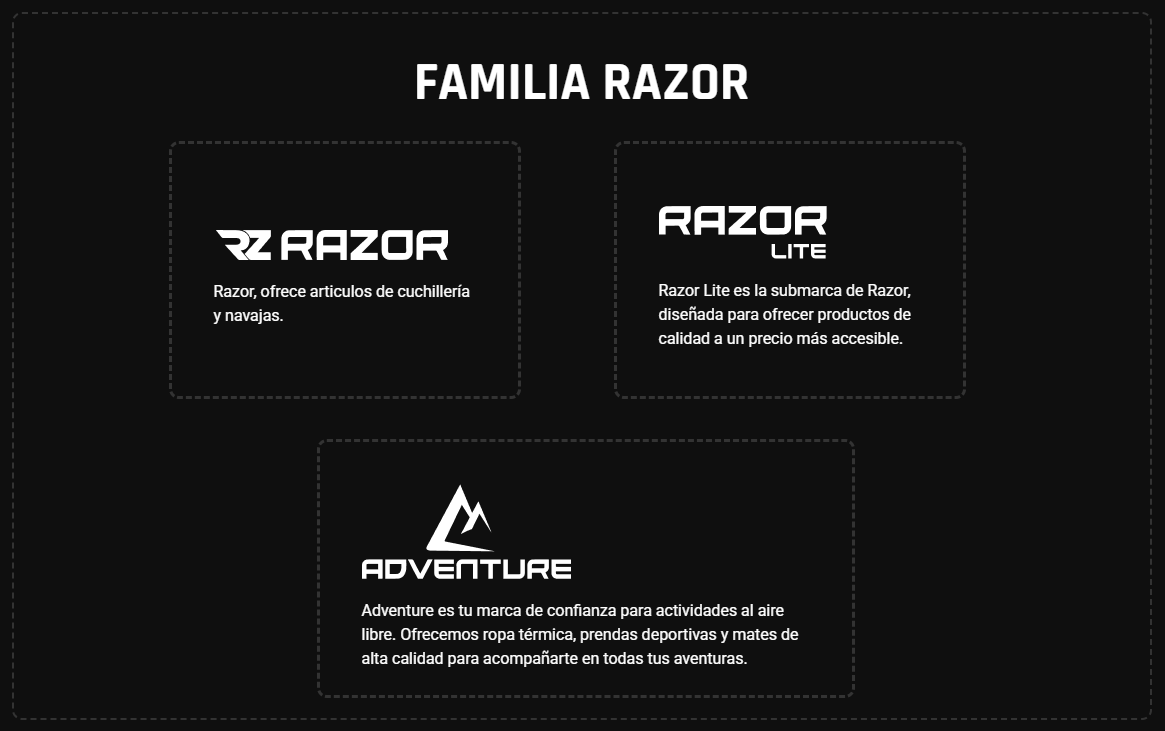 FAMILIA RAZOR
RZ RAZOR
Razor, ofrece articulos de cuchillería
y navajas.
RAZOR
LITE
Razor Lite es la submarca de Razor,
diseñada para ofrecer productos de
calidad a un precio más accesible.
ADVENTURE
Adventure es tu marca de confianza para actividades al aire
libre. Ofrecemos ropa térmica, prendas deportivas y mates de
alta calidad para acompañarte en todas tus aventuras.